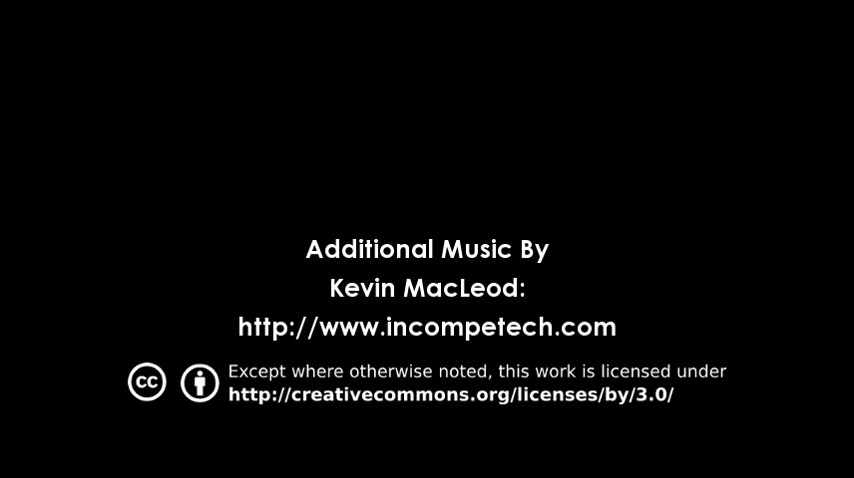 Additional Music By
Kevin MacLeod:
http://www.incompetech.com
cc
Except where otherwise noted, this work is licensed under
http://creativecommons.org/licenses/by/3.0/